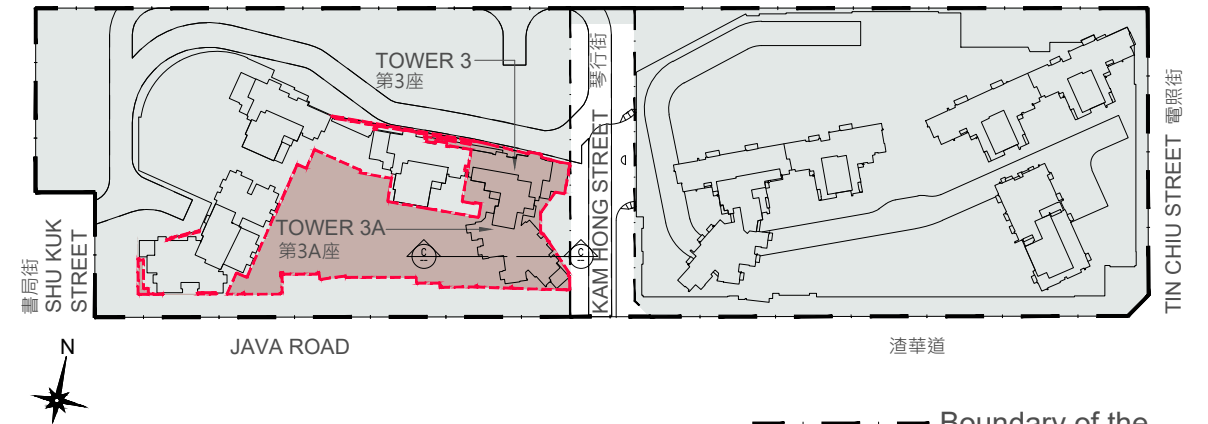 TOWER 3
第3座
琴行街
KAM HONG STREET
TOWER 3A
第3A座
C
C
書局街
SHU KUK
STREET
TIN CHIU STREET 電照街
JAVA ROAD
渣華道
N
Boundary of the